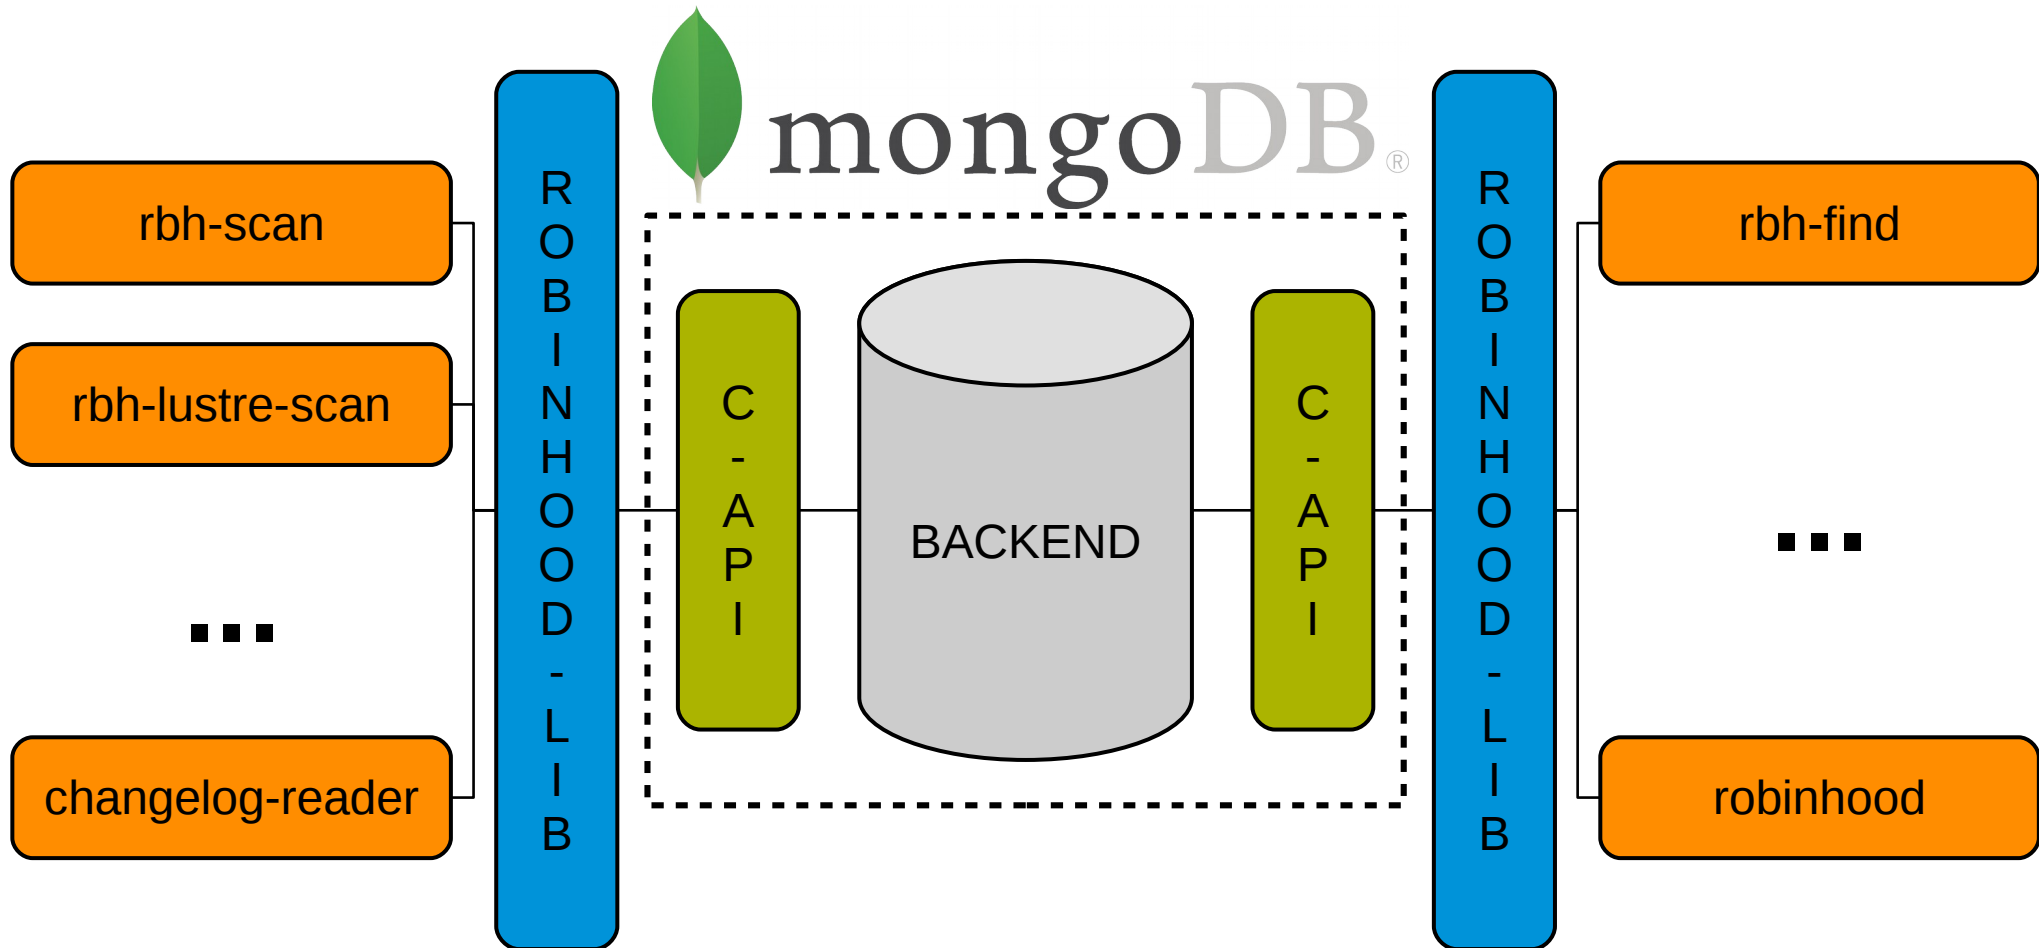 mongoDB®
rbh-scan
rbh-lustre-scan
...
changelog-reader
ROBINHOOD-LIB
C-API
BACKEND
C-API
ROBINHOOD-LIB
rbh-find
...
robinhood